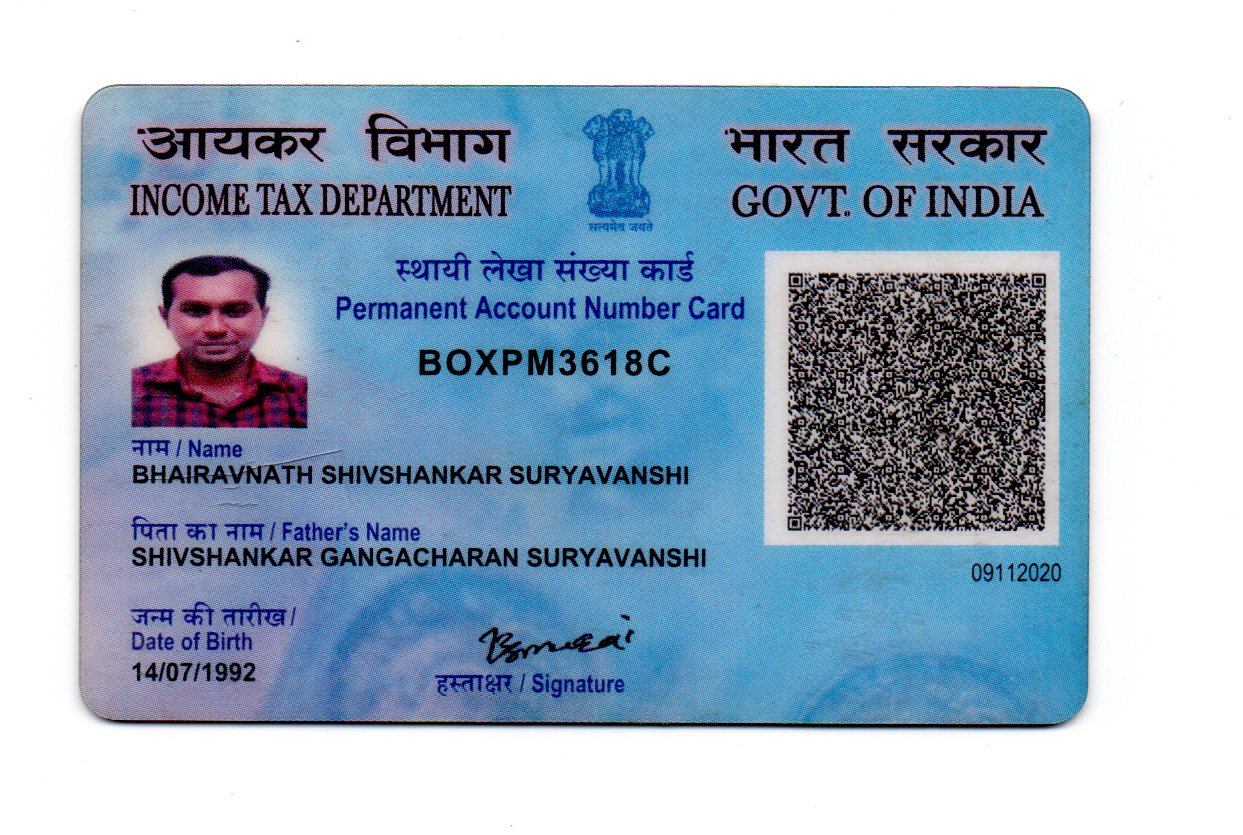 आयकर विभाग
INCOME TAX DEPARTMENT
सत्यमेव जयते
भारत सरकार
GOVT. OF INDIA
स्थायी लेखा संख्या कार्ड
Permanent Account Number Card
BOXPM3618C
नाम / Name
BHAIRAVNATH SHIVSHANKAR SURYAVANSHI
पिता का नाम / Father's Name
SHIVSHANKAR GANGACHARAN SURYAVANSHI
09112020
जन्म की तारीख /
Date of Birth
14/07/1992
हस्ताक्षर / Signature